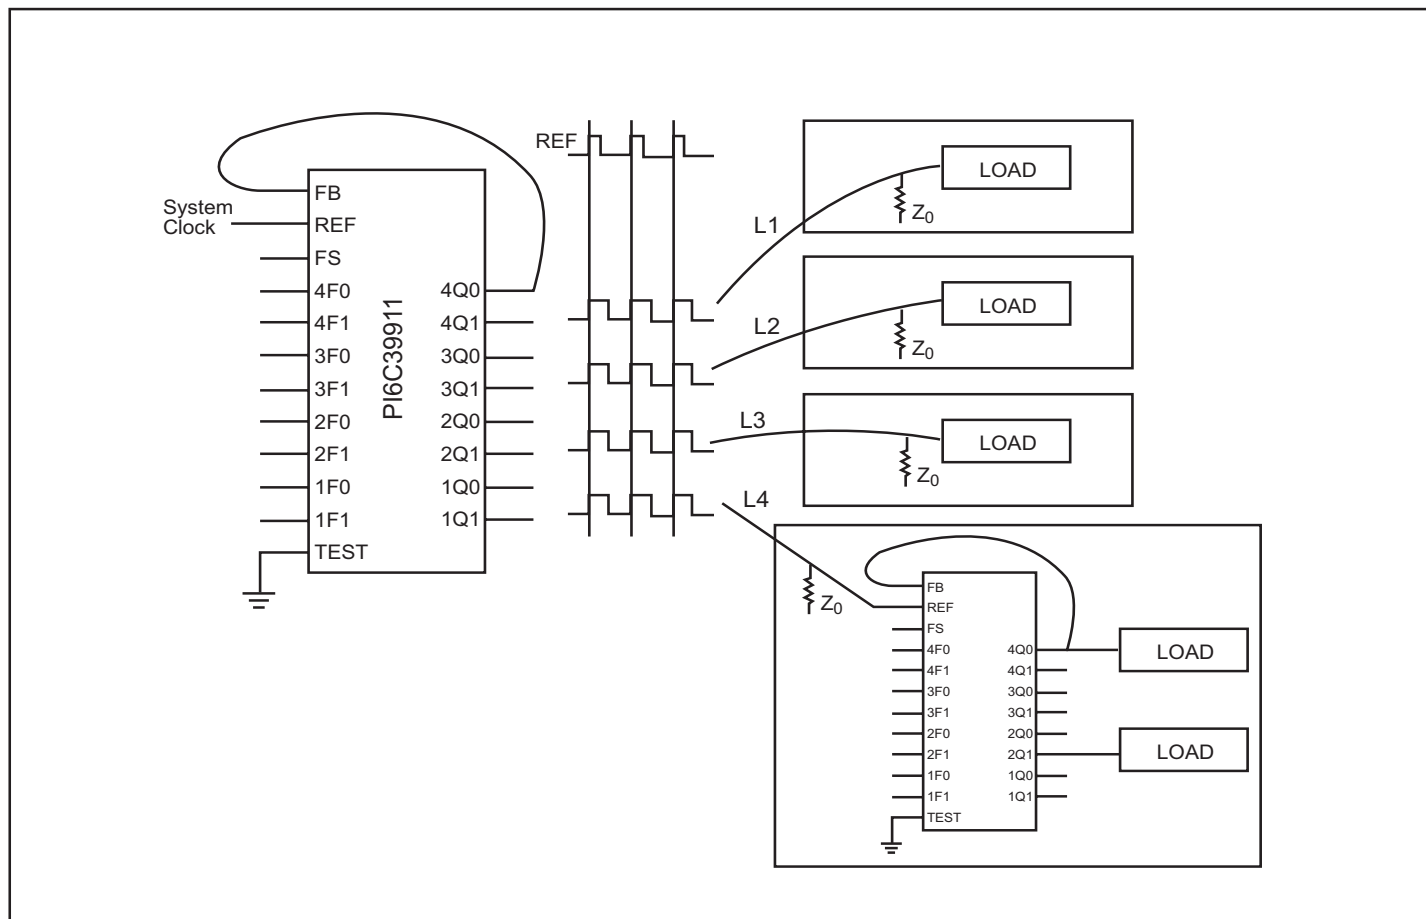 REF
System
Clock
FB
REF
FS
4F0
4F1
3F0
3F1
2F0
2F1
1F0
1F1
TEST
PI6C39911
4Q0
4Q1
3Q0
3Q1
2Q0
2Q1
1Q0
1Q1
L1
Z0
LOAD
L2
Z0
LOAD
L3
Z0
LOAD
L4
Z0
FB
REF
FS
4F0
4F1
3F0
3F1
2F0
2F1
1F0
1F1
TEST
4Q0
4Q1
3Q0
3Q1
2Q0
2Q1
1Q0
1Q1
LOAD
LOAD